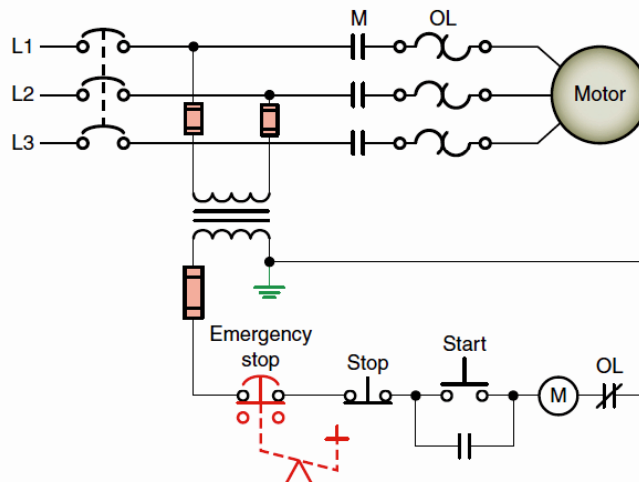 M OL
L1
L2
Motor
L3
Emergency
stop
Stop
Start
OL
M